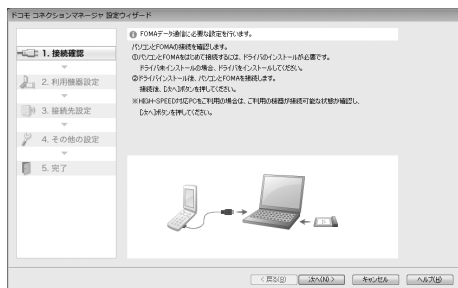 ドコモ コネクションマネージャ 設定ウィザード
1. 接続確認
2. 利用機器設定
3. 接続先設定
4. その他の設定
5. 完了
FOMAデータ通信に必要な設定を行います。
パソコンとFOMAの接続を確認します。
①パソコンとFOMAをはじめて接続するには、ドライバのインストールが必要です。
ドライバ未インストールの場合、ドライバをインストールしてください。
②ドライバインストール後、パソコンとFOMAを接続します。
接続後、[次へ]ボタンを押してください。
※HIGH-SPEED対応PCをご利用の場合は、ご利用の機器が接続可能な状態か確認し、
[次へ]ボタンを押してください。
< 戻る(B)
次へ(N) >
キャンセル
ヘルプ(H)